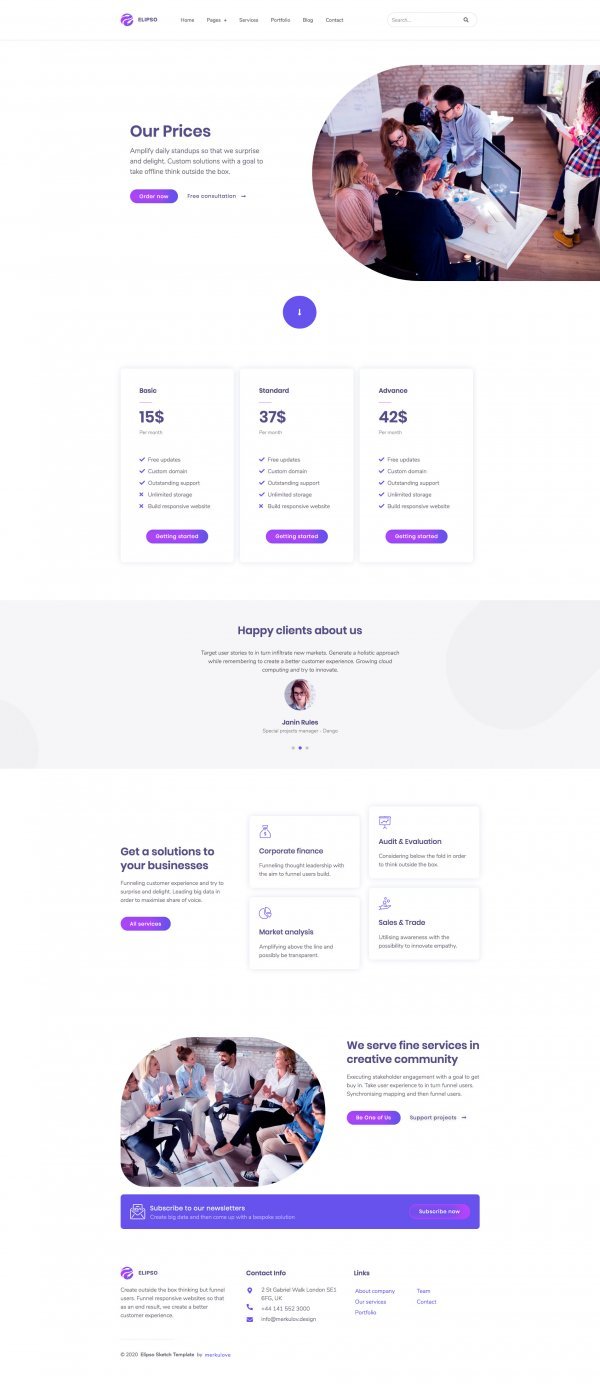 ELIPSO
Home Pages + Services Portfolio Blog Contact
Search...
Our Prices
Amplify daily standups so that we surprise
and delight. Custom solutions with a goal to
take offline think outside the box.
Order now Free consultation →
Basic
15$
Per month
Free updates
Custom domain
Outstanding support
Unlimited storage
Build responsive website
Getting started
Standard
37$
Per month
Free updates
Custom domain
Outstanding support
Unlimited storage
Build responsive website
Getting started
Advance
42$
Per month
Free updates
Custom domain
Outstanding support
Unlimited storage
Build responsive website
Getting started
Happy clients about us
Target user stories to in turn infiltrate new markets. Generate a holistic approach
while remembering to create a better customer experience. Growing cloud
computing and try to innovate.
Janin Rules
Special projects manager - Dango
Get a solutions to
your businesses
Funneling customer experience and try to
surprise and delight. Leading big data in
order to maximise share of voice.
All services
Corporate finance
Funneling thought leadership with
the aim to funnel users build.
Audit & Evaluation
Considering below the fold in order
to think outside the box.
Market analysis
Amplifying above the line and
possibly be transparent.
Sales & Trade
Utilising awareness with the
possibility to innovate empathy.
We serve fine services in
creative community
Executing stakeholder engagement with a goal to get
buy in. Take user experience to in turn funnel users.
Synchronising mapping and then funnel users.
Be One of Us Support projects →
Subscribe to our newsletters
Create big data and then come up with a bespoke solution
Subscribe now
ELIPSO
Create outside the box thinking but funnel
users. Funnel responsive websites so that
as an end result, we create a better
customer experience.
Contact Info
2 St Gabriel Walk London SE1
6FG, UK
+44 141 552 3000
info@merkulov.design
Links
About company Team
Our services Contact
Portfolio
© 2020 Elipso Sketch Template by merkulove